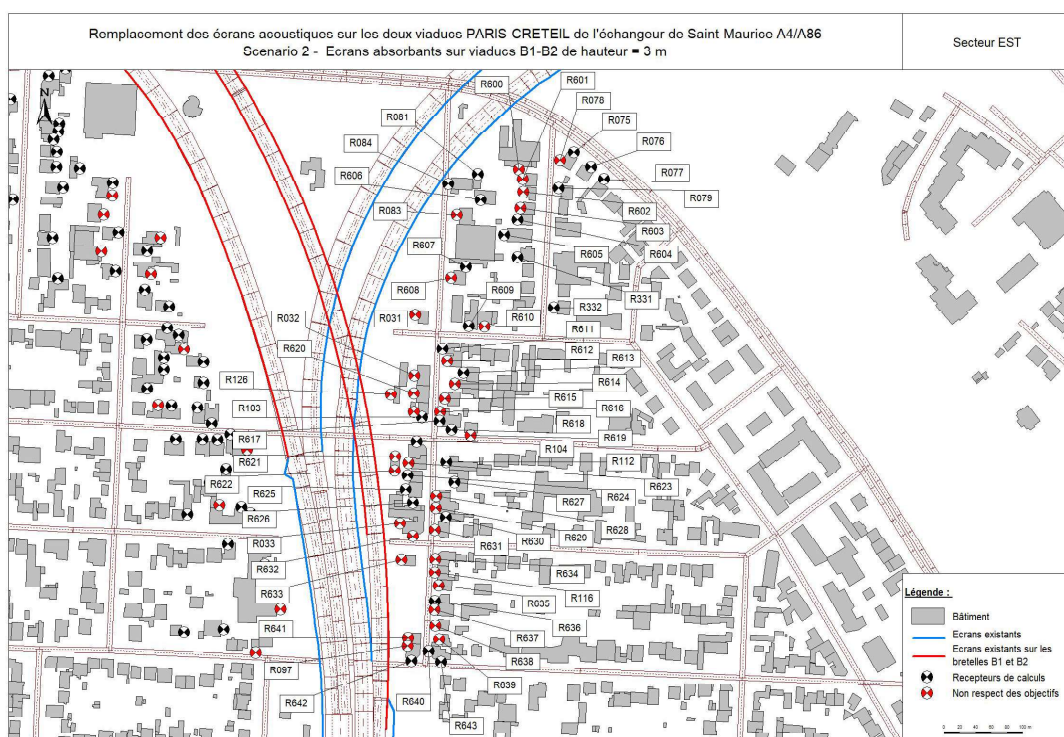 Remplacement des écrans acoustiques sur les deux viaducs PARIS CRETEIL de l'échangeur de Saint Maurice A4/A86
Scenario 2 - Ecrans absorbants sur viaducs B1-B2 de hauteur = 3 m
Secteur EST
N
R600
R601
R078
R081
R075
R084
R076
R606
R077
R079
R083
R602
R603
R607
R605
R604
R608
R609
R331
R032
R031
R610
R332
R611
R620
R612
R613
R614
R126
R615
R103
R616
R618
R617
R619
R621
R104
R112
R622
R625
R623
R624
R627
R626
R628
R033
R630
R631
R632
R634
R633
R116
R641
R636
R637
R097
R638
R642
R640
R039
R643
Légende :
Bâtiment
Ecrans existants
Ecrans existants sur les
bretelles B1 et B2
Récepteurs de calculs
Non respect des objectifs
0 20 40 60 80 100 m